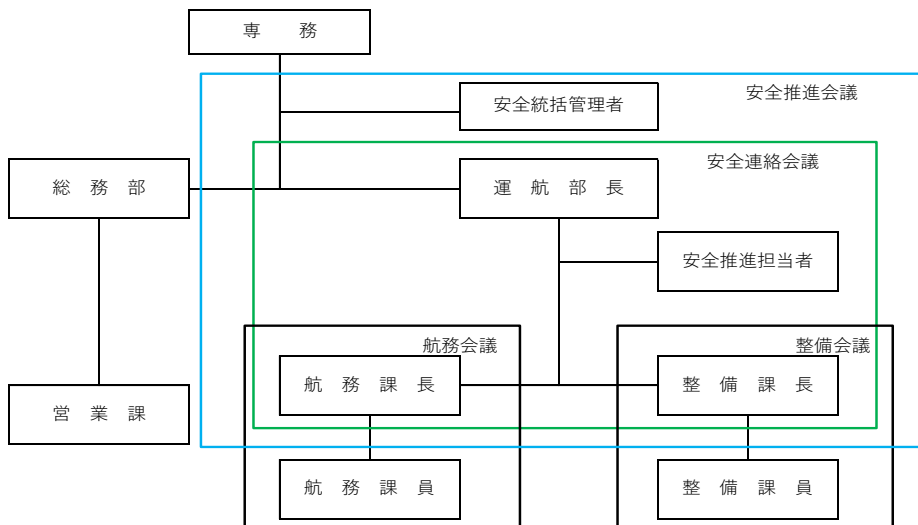 専 務
安全推進会議
安全統括管理者
安全連絡会議
総 務 部
運 航 部 長
安全推進担当者
航務会議
整備会議
航 務 課 長
整 備 課 長
営 業 課
航 務 課 員
整 備 課 員